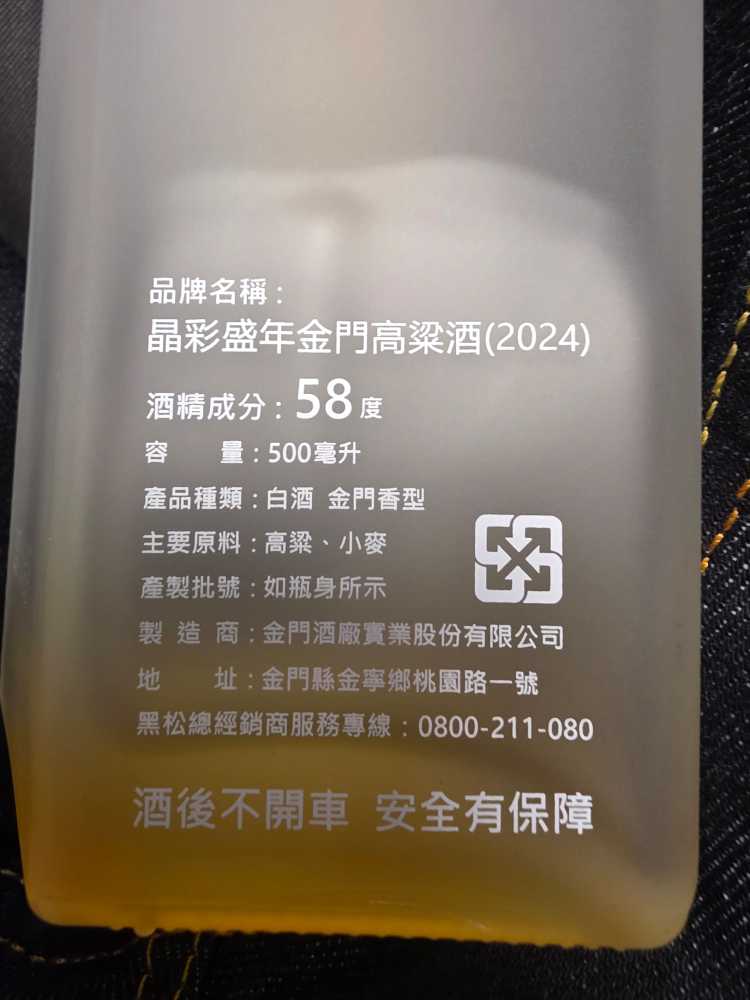 品牌名稱：
晶彩盛年金門高粱酒(2024)
酒精成分：58度
容　　量：500毫升
產品種類：白酒 金門香型
主要原料：高粱、小麥
產製批號：如瓶身所示
製 造 商：金門酒廠實業股份有限公司
地　　址：金門縣金寧鄉桃園路一號
黑松總經銷商服務專線：0800-211-080
酒後不開車 安全有保障